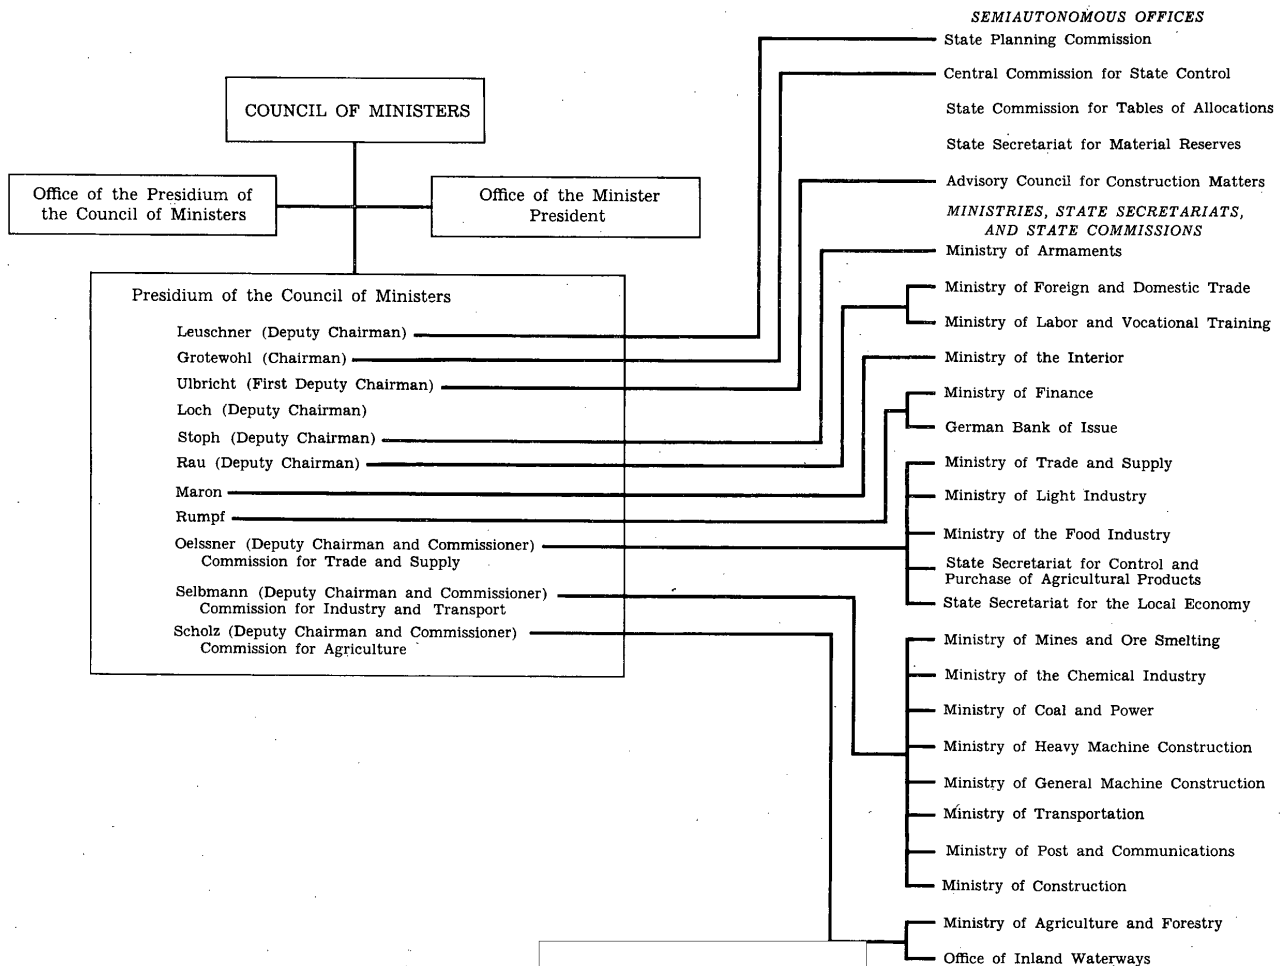 COUNCIL OF MINISTERS
Office of the Presidium of
the Council of Ministers
Office of the Minister
President
Presidium of the Council of Ministers
Leuschner (Deputy Chairman)
Grotewohl (Chairman)
Ulbricht (First Deputy Chairman)
Loch (Deputy Chairman)
Stoph (Deputy Chairman)
Rau (Deputy Chairman)
Maron
Rumpf
Oelssner (Deputy Chairman and Commissioner)
Commission for Trade and Supply
Selbmann (Deputy Chairman and Commissioner)
Commission for Industry and Transport
Scholz (Deputy Chairman and Commissioner)
Commission for Agriculture
SEMIAUTONOMOUS OFFICES
State Planning Commission
Central Commission for State Control
State Commission for Tables of Allocations
State Secretariat for Material Reserves
Advisory Council for Construction Matters
MINISTRIES, STATE SECRETARIATS,
AND STATE COMMISSIONS
Ministry of Armaments
Ministry of Foreign and Domestic Trade
Ministry of Labor and Vocational Training
Ministry of the Interior
Ministry of Finance
German Bank of Issue
Ministry of Trade and Supply
Ministry of Light Industry
Ministry of the Food Industry
State Secretariat for Control and
Purchase of Agricultural Products
State Secretariat for the Local Economy
Ministry of Mines and Ore Smelting
Ministry of the Chemical Industry
Ministry of Coal and Power
Ministry of Heavy Machine Construction
Ministry of General Machine Construction
Ministry of Transportation
Ministry of Post and Communications
Ministry of Construction
Ministry of Agriculture and Forestry
Office of Inland Waterways